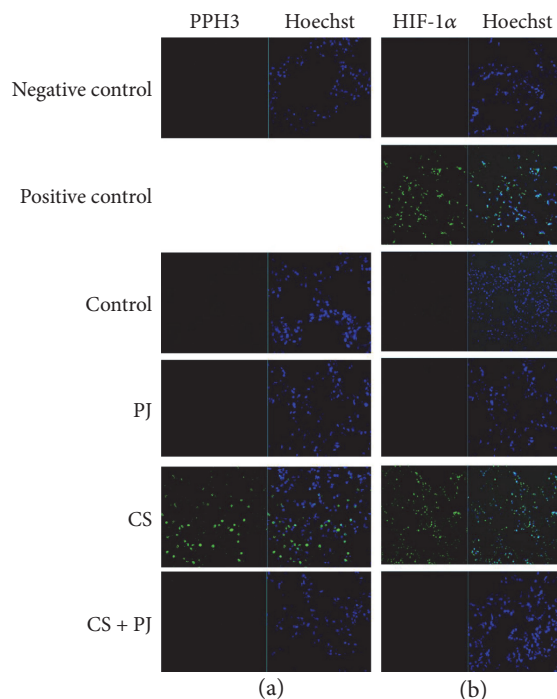 PPH3 Hoechst HIF-1α Hoechst
Negative control
Positive control
Control
PJ
CS
CS + PJ
(a) (b)